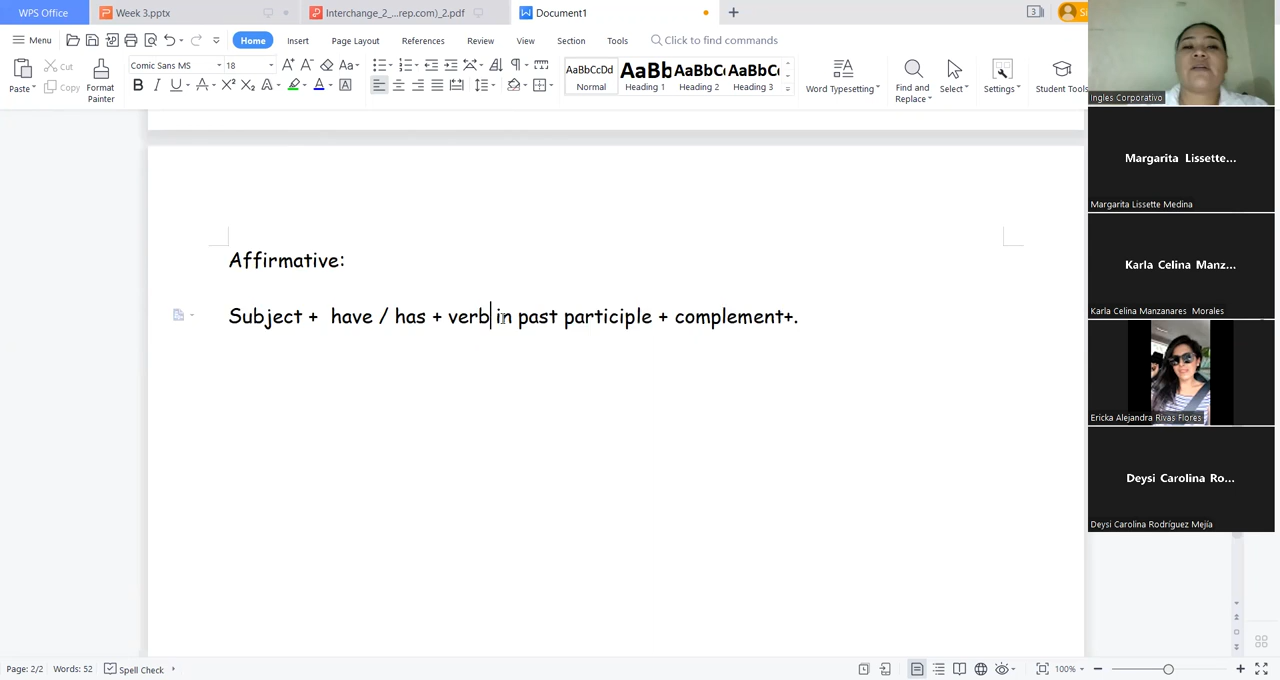 WPS Office
Week 3.pptx
Interchange_2_...rep.com)_2.pdf
Document1
3
Menu
Home
Insert
Page Layout
References
Review
View
Section
Tools
Click to find commands
Paste
Cut
Copy
Format
Painter
Comic Sans MS
18
AaBbCcDd
Normal
AaBb
Heading 1
AaBbC
Heading 2
AaBbC
Heading 3
Word Typesetting
Find and
Replace
Select
Settings
Student Tools
Ingles Corporativo
Margarita Lissette...
Margarita Lissette Medina
Karla Celina Manz...
Karla Celina Manzanares Morales
Ericka Alejandra Rivas Flores
Deysi Carolina Ro...
Deysi Carolina Rodríguez Mejía
Affirmative:
Subject + have / has + verb in past participle + complement+.
Page: 2/2
Words: 52
Spell Check
100%